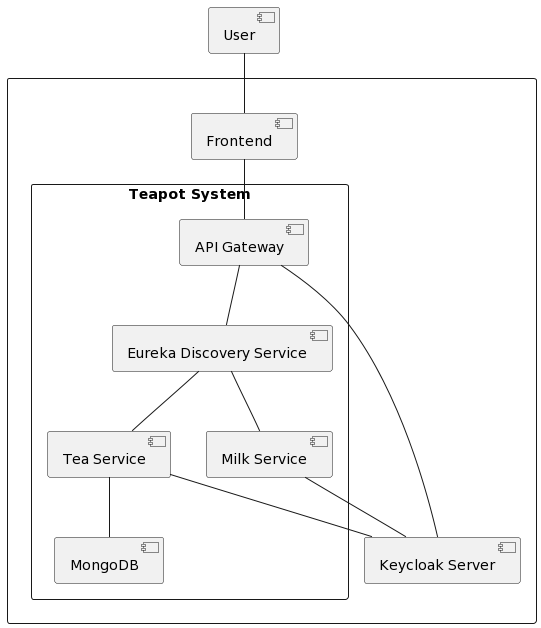 User
Frontend
Teapot System
API Gateway
Eureka Discovery Service
Tea Service
Milk Service
MongoDB
Keycloak Server